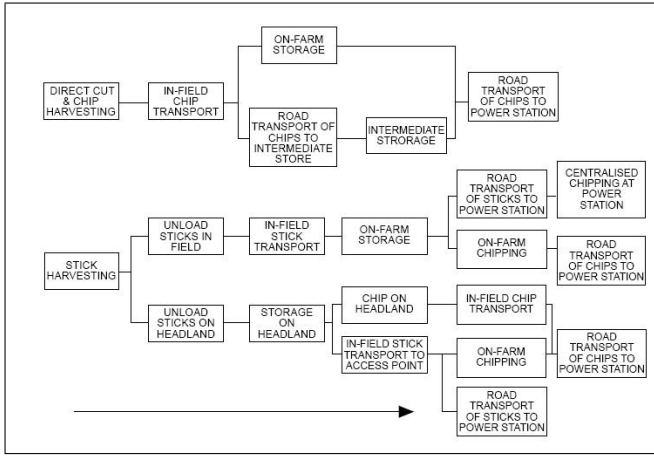 ON-FARM
STORAGE
DIRECT CUT
& CHIP
HARVESTING
IN-FIELD
CHIP
TRANSPORT
ROAD
TRANSPORT
OF CHIPS TO
POWER STATION
ROAD
TRANSPORT OF
CHIPS TO
INTERMEDIATE
STORE
INTERMEDIATE
STRORAGE
STICK
HARVESTING
UNLOAD
STICKS IN
FIELD
IN-FIELD
STICK
TRANSPORT
ON-FARM
STORAGE
ROAD
TRANSPORT
OF STICKS TO
POWER STATION
CENTRALISED
CHIPPING AT
POWER
STATION
ON-FARM
CHIPPING
ROAD
TRANSPORT
OF CHIPS TO
POWER STATION
UNLOAD
STICKS ON
HEADLAND
STORAGE
ON
HEADLAND
CHIP ON
HEADLAND
IN-FIELD CHIP
TRANSPORT
IN-FIELD STICK
TRANSPORT TO
ACCESS POINT
ON-FARM
CHIPPING
ROAD
TRANSPORT
OF CHIPS TO
POWER STATION
ROAD
TRANSPORT
OF STICKS TO
POWER STATION